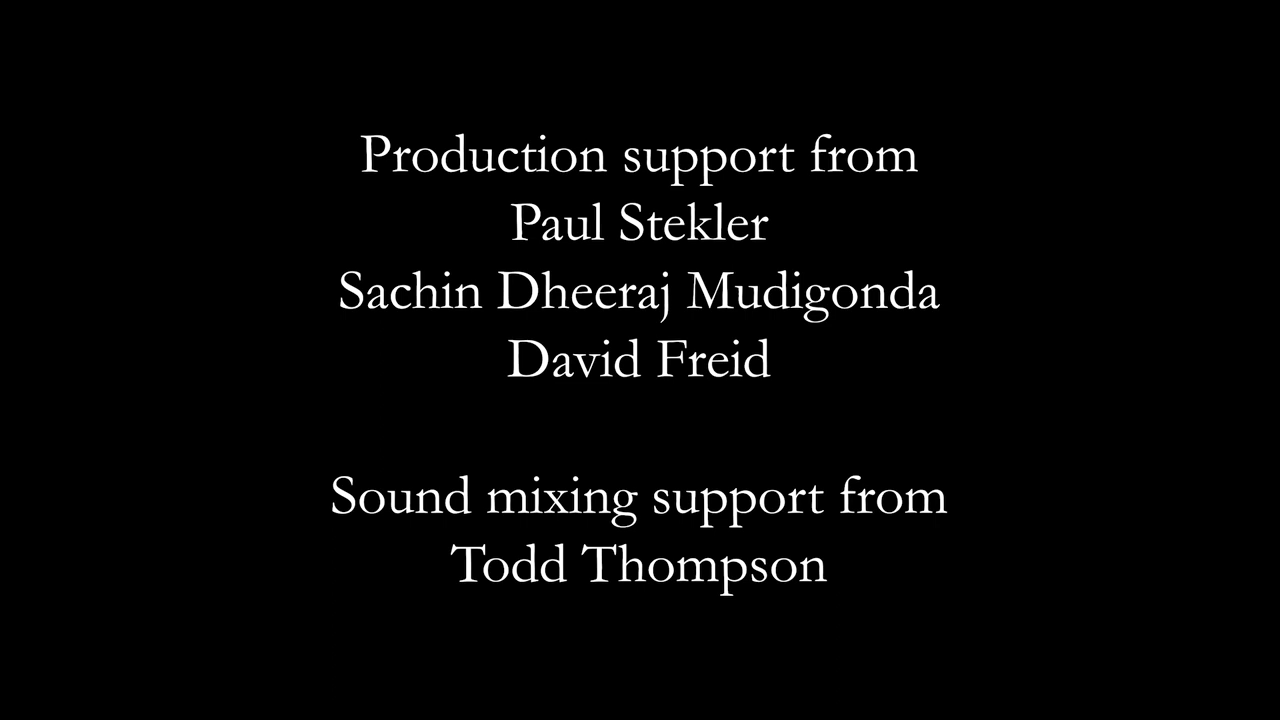 Production support from
Paul Stekler
Sachin Dheeraj Mudigonda
David Freid
Sound mixing support from
Todd Thompson